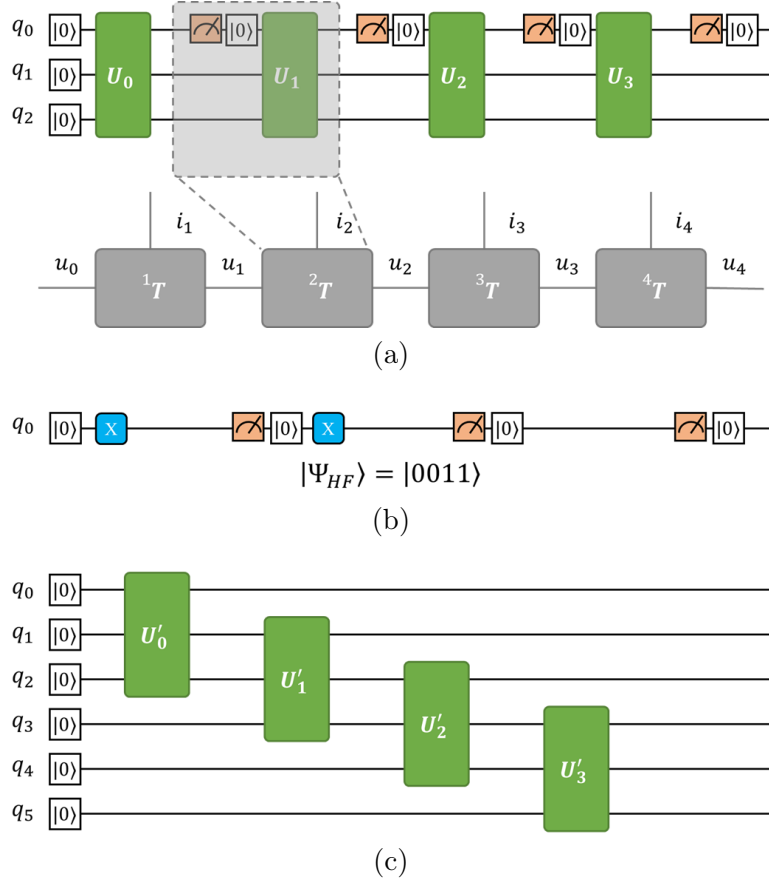 q₀ |0⟩ |0⟩ |0⟩ |0⟩ |0⟩
q₁ |0⟩ U₀ U₁ U₂ U₃
q₂ |0⟩
i₁ i₂ i₃ i₄
u₀ u₁ u₂ u₃ u₄
¹T ²T ³T ⁴T
(a)
q₀ |0⟩ X |0⟩ X |0⟩ |0⟩
|Ψ_HF⟩ = |0011⟩
(b)
q₀ |0⟩
q₁ |0⟩ U′₀
q₂ |0⟩ U′₁
q₃ |0⟩ U′₂
q₄ |0⟩ U′₃
q₅ |0⟩
(c)